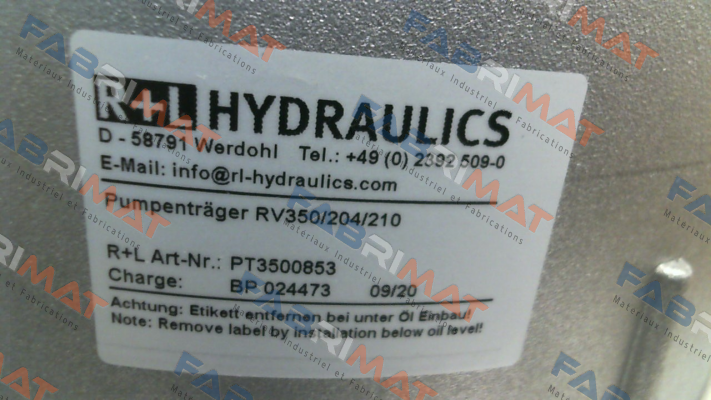 R+L HYDRAULICS
D - 58791 Werdohl Tel.: +49 (0) 2392 509-0
E-Mail: info@rl-hydraulics.com
Pumpenträger RV350/204/210
R+L Art-Nr.: PT3500853
Charge: BP 024473 09/20
Achtung: Etikett entfernen bei unter Öl Einbau!
Note: Remove label by installation below oil level!
FABRIMAT
Materiaux Industriel et Fabrications